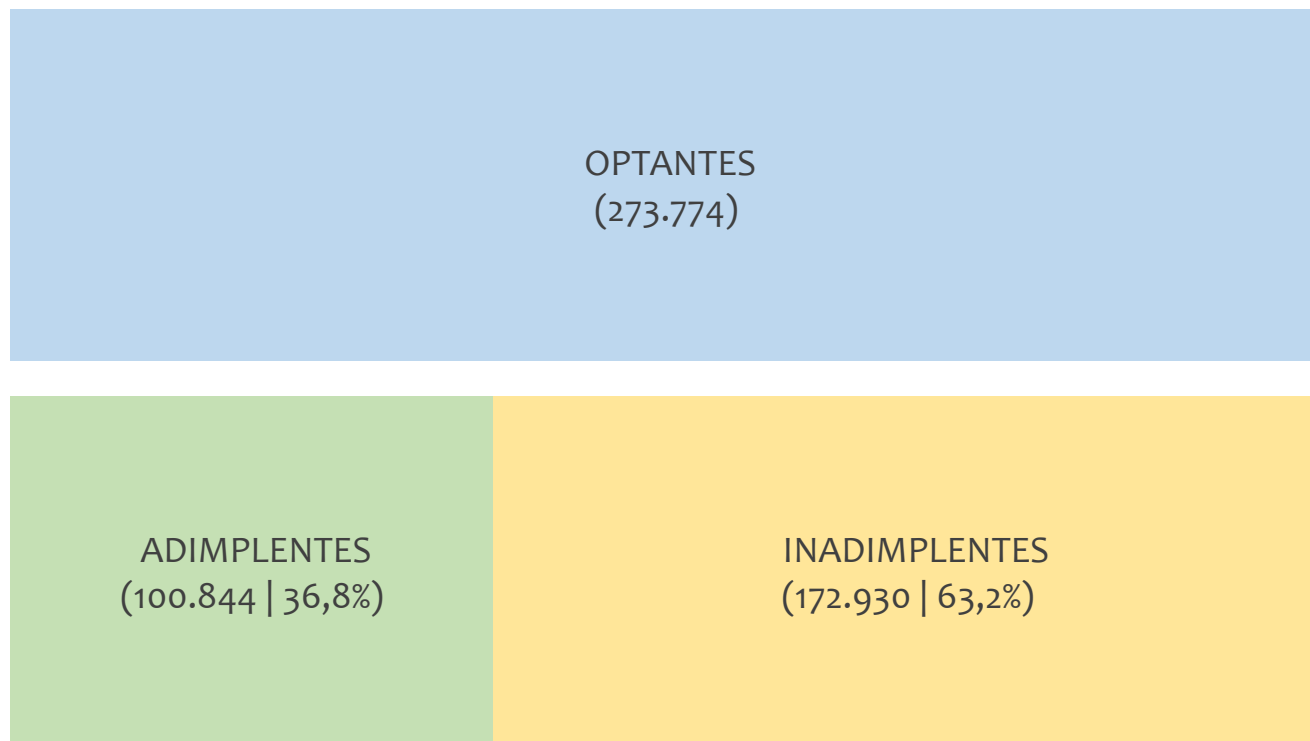 OPTANTES
(273.774)
ADIMPLENTES
(100.844 | 36,8%)
INADIMPLENTES
(172.930 | 63,2%)